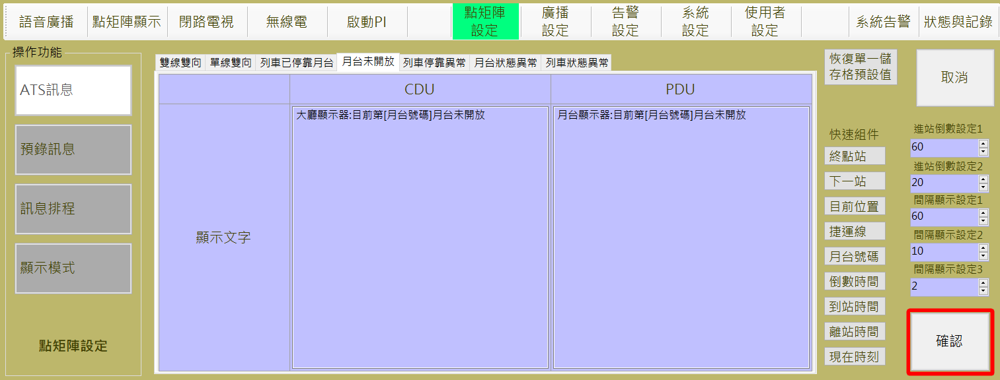 語音廣播
點矩陣顯示
閉路電視
無線電
啟動PI
點矩陣
設定
廣播
設定
告警
設定
系統
設定
使用者
設定
系統告警
狀態與記錄
操作功能
ATS訊息
預錄訊息
訊息排程
顯示模式
點矩陣設定
雙線雙向
單線雙向
列車已停靠月台
月台未開放
列車停靠異常
月台狀態異常
列車狀態異常
CDU
PDU
顯示文字
大廳顯示器:目前第[月台號碼]月台未開放
月台顯示器:目前第[月台號碼]月台未開放
恢復單一儲
存格預設值
快速組件
終點站
下一站
目前位置
捷運線
月台號碼
倒數時間
到站時間
離站時間
現在時刻
取消
進站倒數設定1
60
進站倒數設定2
20
間隔顯示設定1
60
間隔顯示設定2
10
間隔顯示設定3
2
確認